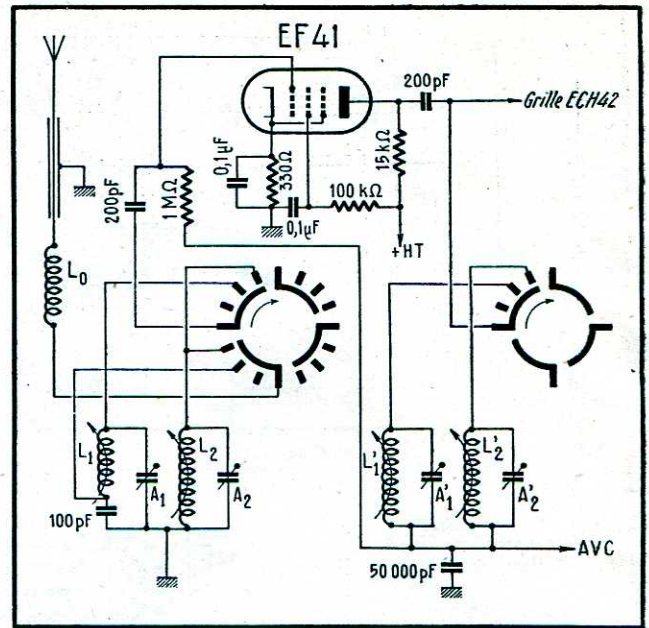 EF41
200pF
Grille ECH42
0,1µF
330Ω
15kΩ
200pF
1MΩ
0,1µF
100kΩ
+HT
L0
L1
A1
L2
A2
L'1
A'1
L'2
A'2
100pF
AVC
50 000pF